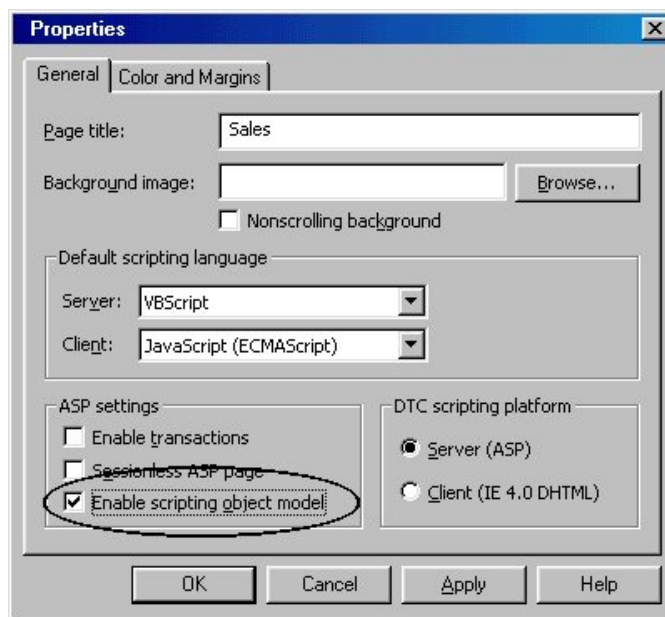 Properties
General
Color and Margins
Page title:
Sales
Background image:
Browse...
Nonscrolling background
Default scripting language
Server:
VBScript
Client:
JavaScript (ECMAScript)
ASP settings
Enable transactions
Sessionless ASP page
Enable scripting object model
DTC scripting platform
Server (ASP)
Client (IE 4.0 DHTML)
OK
Cancel
Apply
Help